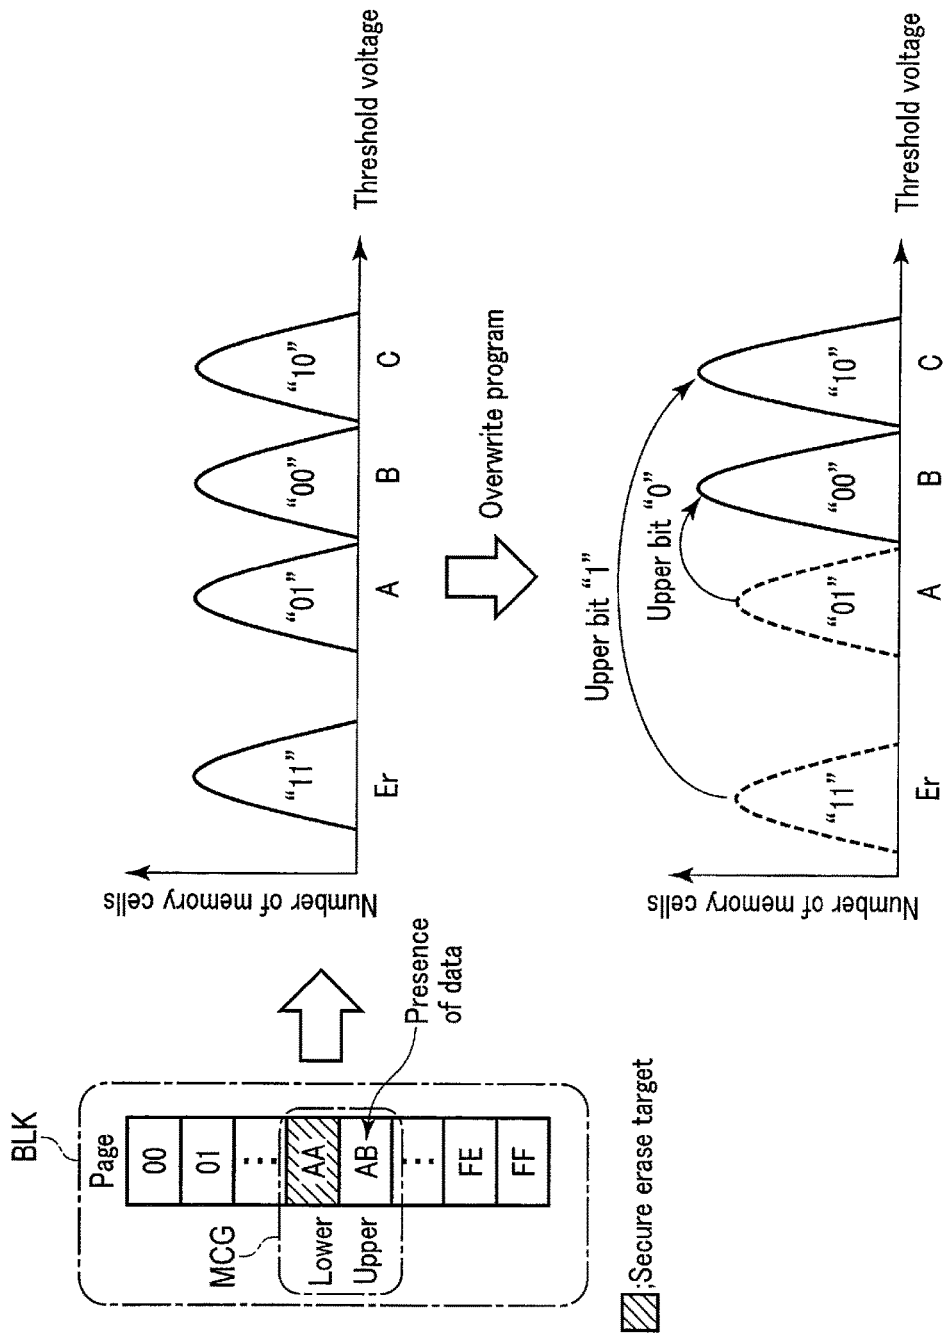 BLK
Page
00
01
⋮
MCG
Lower
AA
Upper
AB
⋮
FE
FF
Presence
of data
;Secure erase target
Number of memory cells
“11”
“01”
“00”
“10”
Er
A
B
C
Threshold voltage
Overwrite program
Upper bit “1”
Upper bit “0”
Number of memory cells
“11”
“01”
“00”
“10”
Er
A
B
C
Threshold voltage